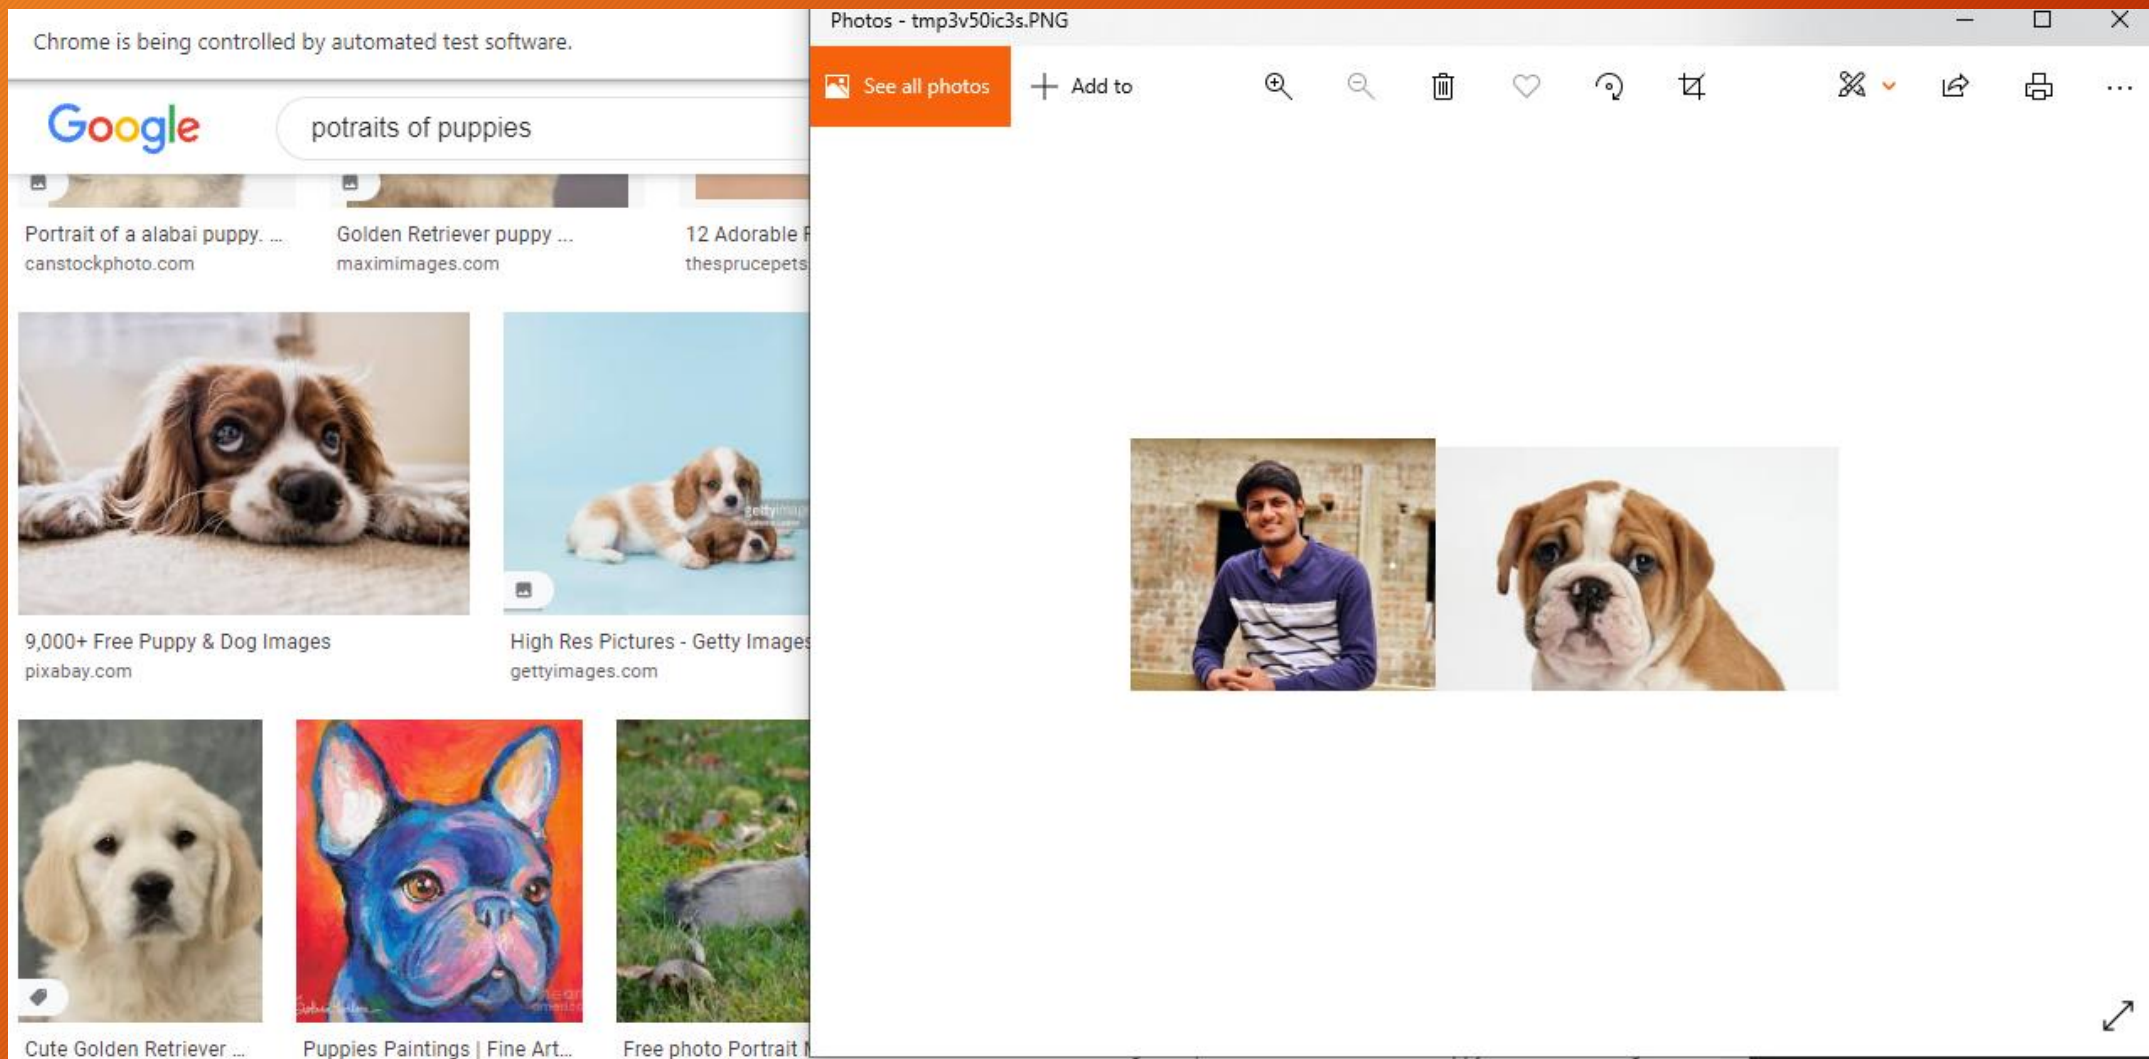 Chrome is being controlled by automated test software.
Google
potraits of puppies
Portrait of a alabai puppy. ...
canstockphoto.com
Golden Retriever puppy ...
maximimages.com
12 Adorable
thesprucepets
9,000+ Free Puppy & Dog Images
pixabay.com
gettyimag
High Res Pictures - Getty Images
gettyimages.com
Cute Golden Retriever ...
Puppies Paintings | Fine Art...
Free photo Portrait
Photos - tmp3v50ic3s.PNG
See all photos
Add to